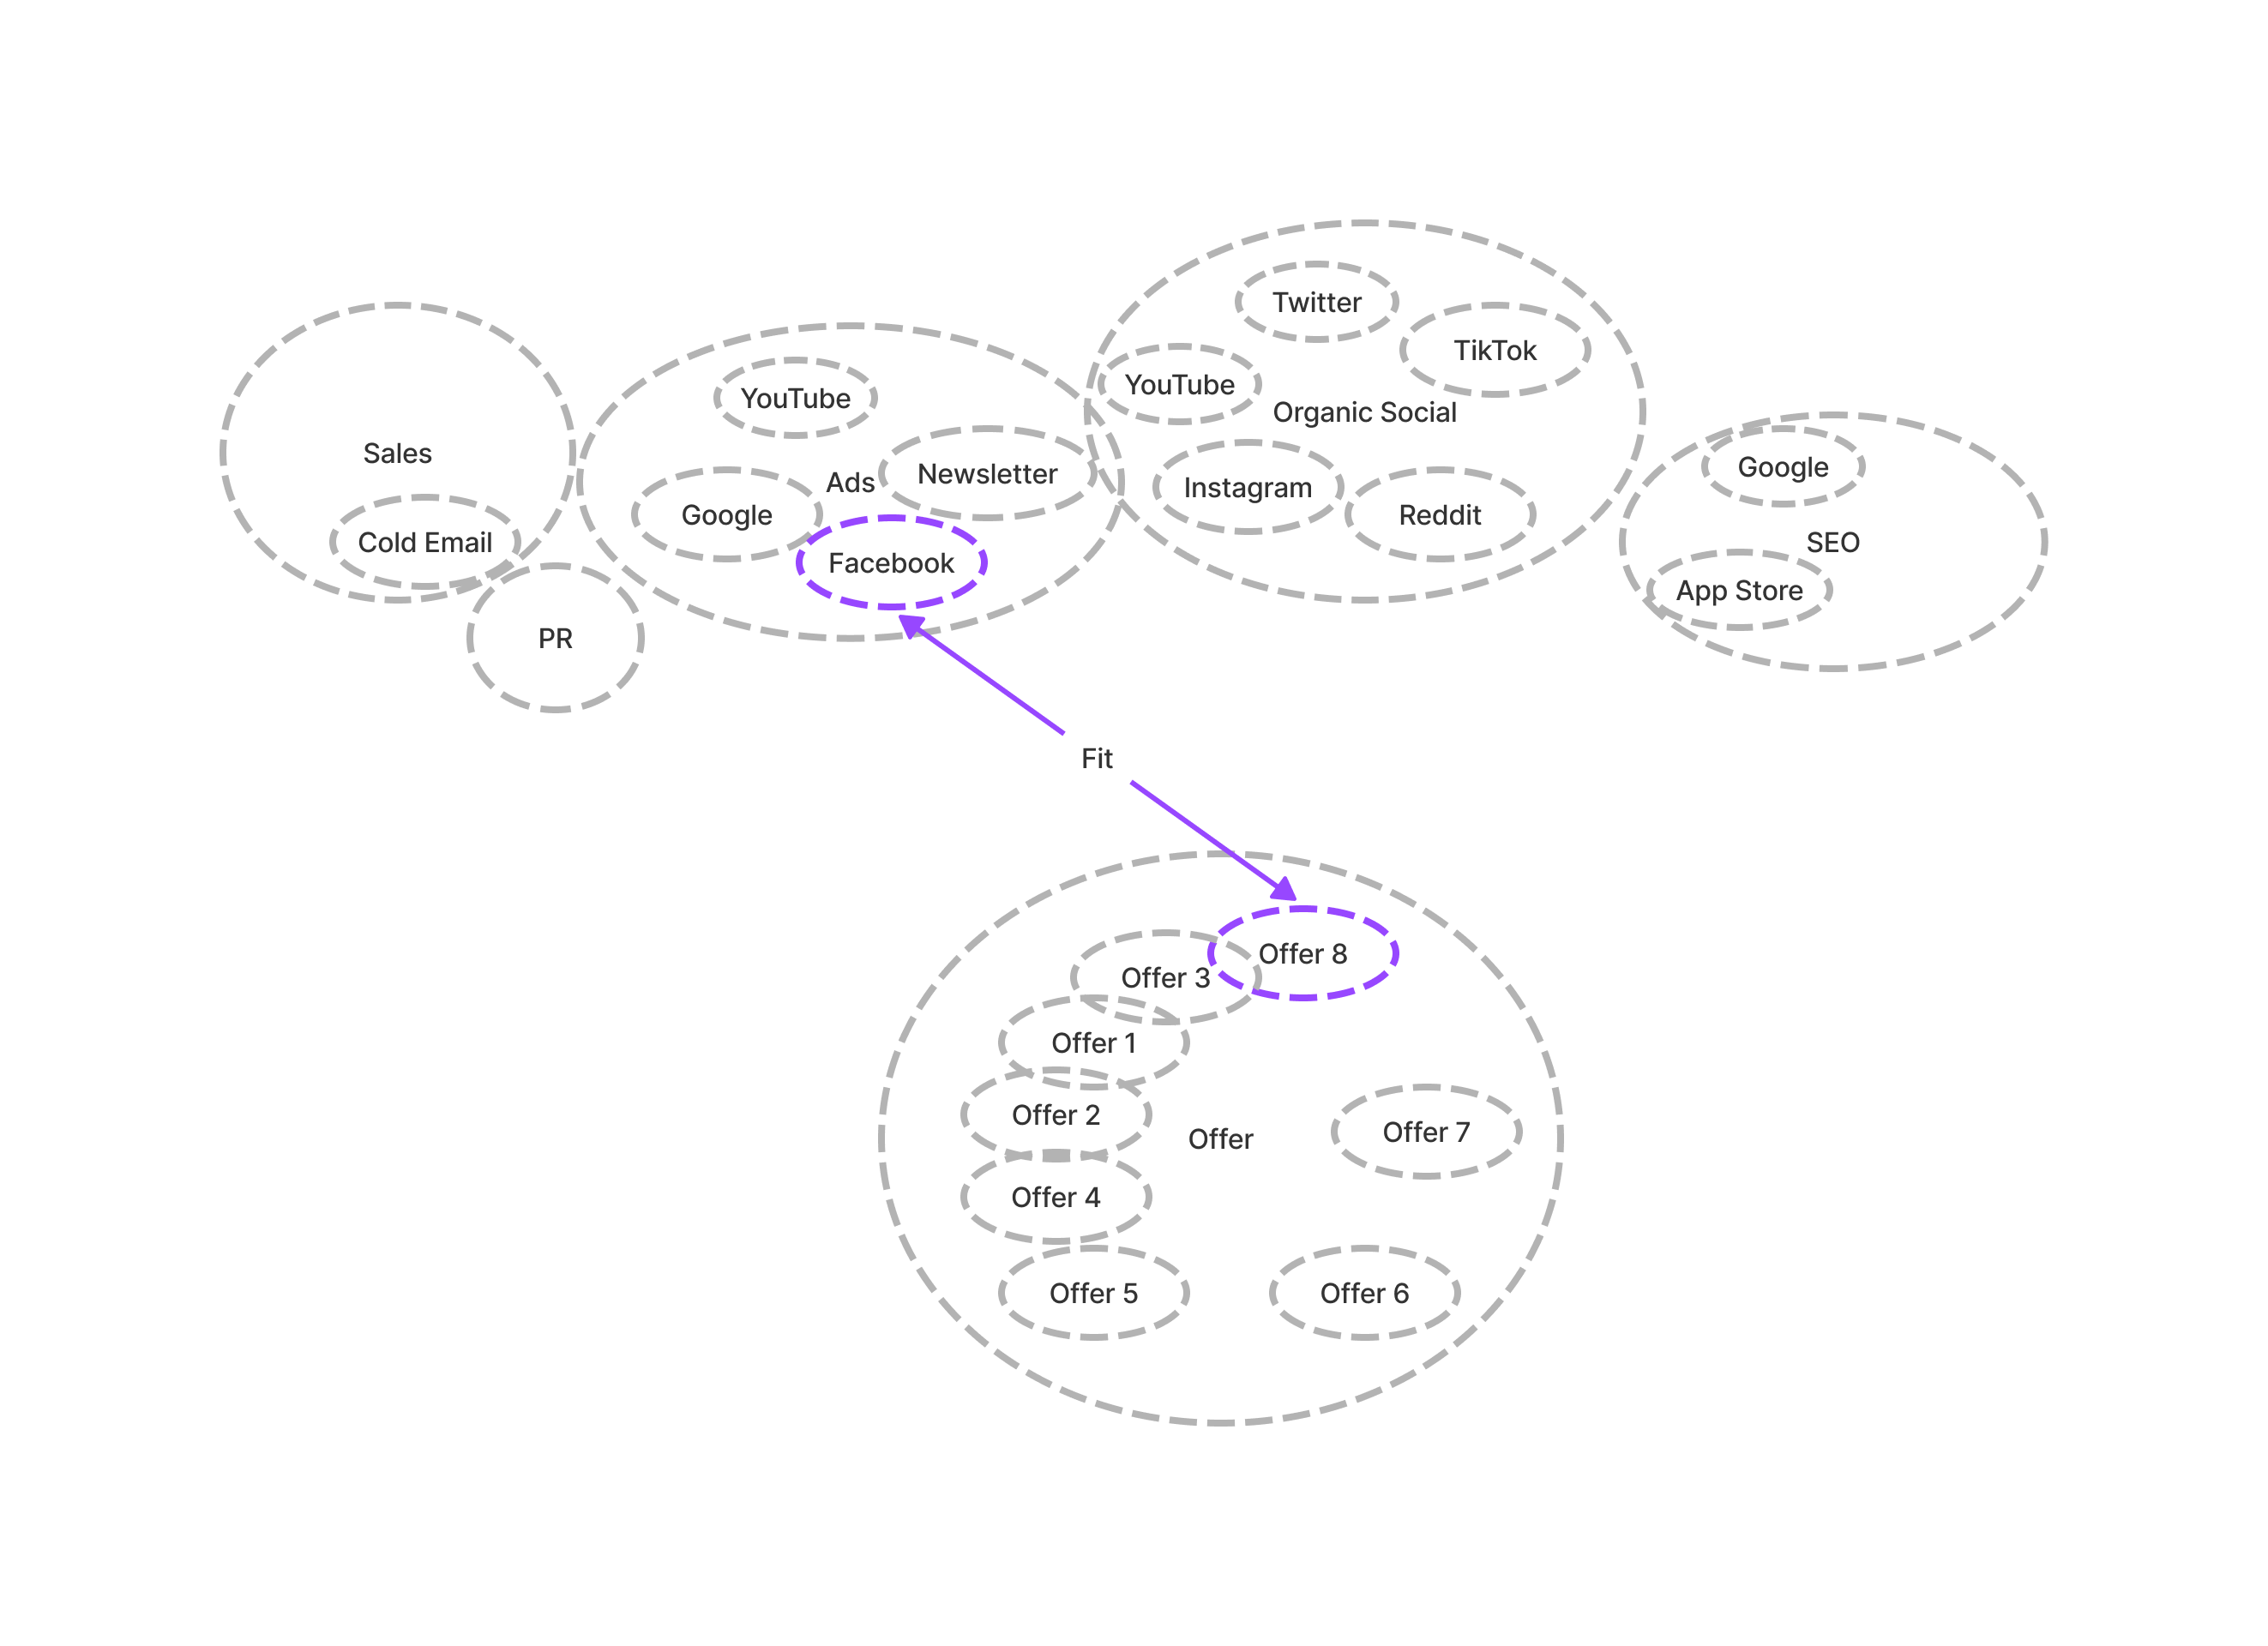 Twitter
TikTok
YouTube
Organic Social
Instagram
Reddit
Sales
Cold Email
PR
YouTube
Ads
Newsletter
Google
Facebook
Google
SEO
App Store
Fit
Offer 8
Offer 3
Offer 1
Offer 2
Offer
Offer 7
Offer 4
Offer 5
Offer 6